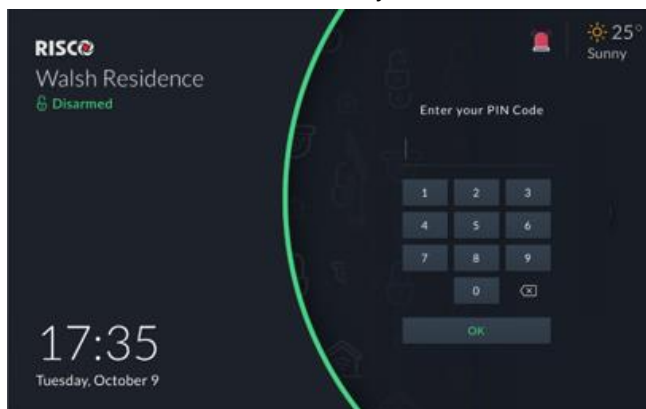 RISCO
Walsh Residence
Disarmed
25°
Sunny
Enter your PIN Code
1 2 3
4 5 6
7 8 9
0
OK
17:35
Tuesday, October 9